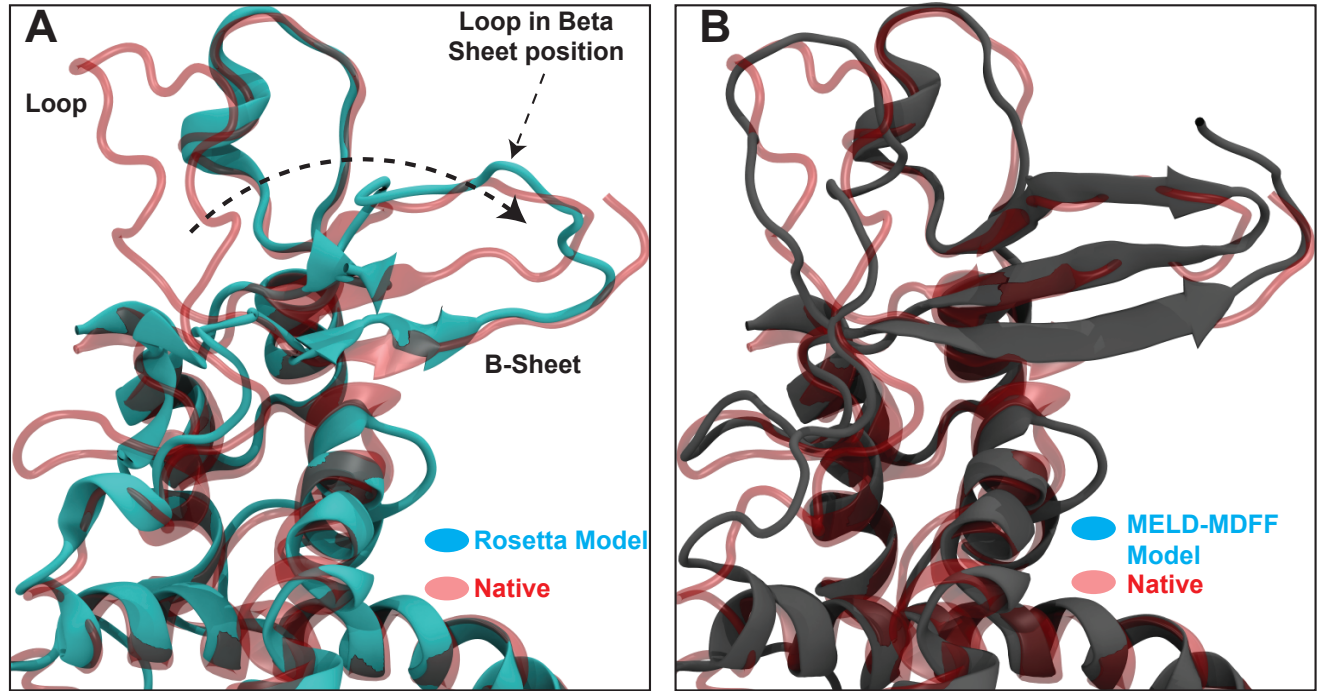 A
Loop in Beta
Sheet position
Loop
B-Sheet
Rosetta Model
Native
B
MELD-MDFF
Model
Native